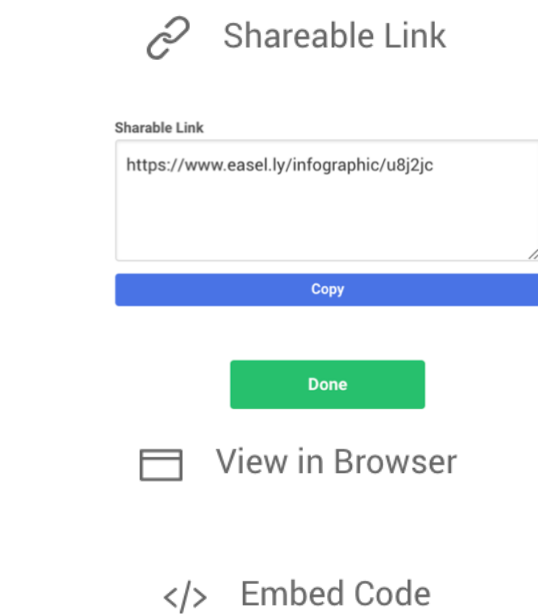 Shareable Link
Sharable Link
https://www.easel.ly/infographic/u8j2jc
Copy
Done
View in Browser
</> Embed Code